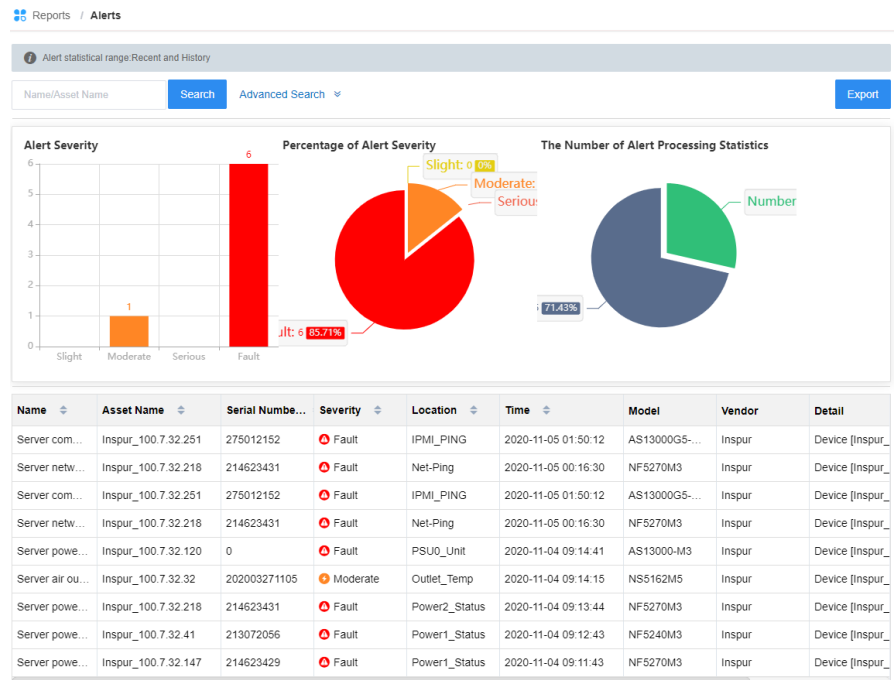 Reports / Alerts
Alert statistical range:Recent and History
Name/Asset Name Search Advanced Search Export
Alert Severity
6
5
4
3
2
1
0
6
1
Slight Moderate Serious Fault
Percentage of Alert Severity
Slight: 0 0%
Moderate:
Serious
ult: 6 85.71%
The Number of Alert Processing Statistics
Number
71.43%
Name Asset Name Serial Numbe... Severity Location Time Model Vendor Detail
Server com... Inspur_100.7.32.251 275012152 Fault IPMI_PING 2020-11-05 01:50:12 AS13000G5-... Inspur Device [Inspur_
Server netw... Inspur_100.7.32.218 214623431 Fault Net-Ping 2020-11-05 00:16:30 NF5270M3 Inspur Device [Inspur_
Server com... Inspur_100.7.32.251 275012152 Fault IPMI_PING 2020-11-05 01:50:12 AS13000G5-... Inspur Device [Inspur_
Server netw... Inspur_100.7.32.218 214623431 Fault Net-Ping 2020-11-05 00:16:30 NF5270M3 Inspur Device [Inspur_
Server powe... Inspur_100.7.32.120 0 Fault PSU0_Unit 2020-11-04 09:14:41 AS13000-M3 Inspur Device [Inspur_
Server air ou... Inspur_100.7.32.32 202003271105 Moderate Outlet_Temp 2020-11-04 09:14:15 NS5162M5 Inspur Device [Inspur_
Server powe... Inspur_100.7.32.218 214623431 Fault Power2_Status 2020-11-04 09:13:44 NF5270M3 Inspur Device [Inspur_
Server powe... Inspur_100.7.32.41 213072056 Fault Power1_Status 2020-11-04 09:12:43 NF5240M3 Inspur Device [Inspur_
Server powe... Inspur_100.7.32.147 214623429 Fault Power1_Status 2020-11-04 09:11:43 NF5270M3 Inspur Device [Inspur_